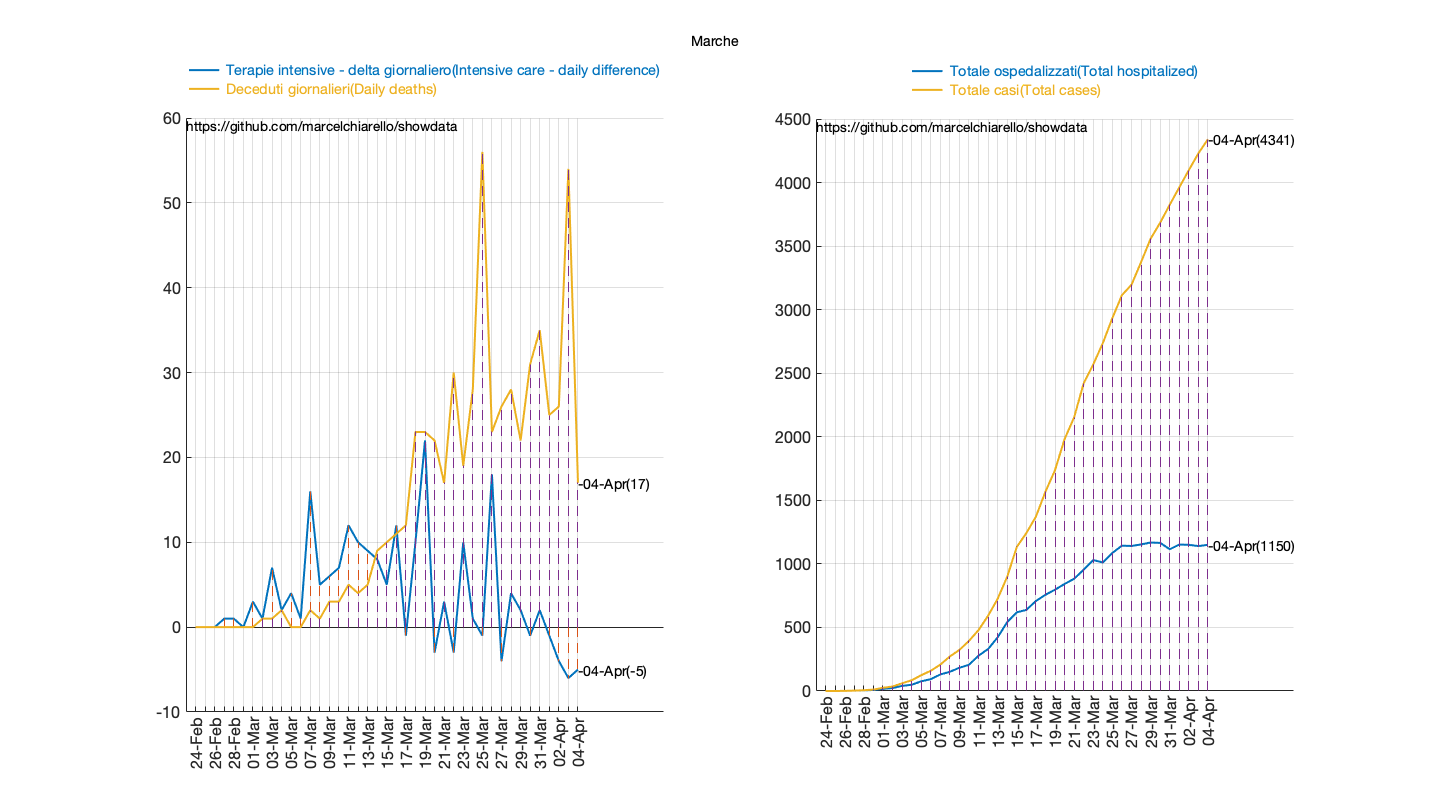 Marche
Terapie intensive - delta giornaliero(Intensive care - daily difference)
Deceduti giornalieri(Daily deaths)
https://github.com/marcelchiarello/showdata
60
50
40
30
20
10
0
-10
-04-Apr(17)
-04-Apr(-5)
24-Feb
26-Feb
28-Feb
01-Mar
03-Mar
05-Mar
07-Mar
09-Mar
11-Mar
13-Mar
15-Mar
17-Mar
19-Mar
21-Mar
23-Mar
25-Mar
27-Mar
29-Mar
31-Mar
02-Apr
04-Apr
Totale ospedalizzati(Total hospitalized)
Totale casi(Total cases)
https://github.com/marcelchiarello/showdata
4500
4000
3500
3000
2500
2000
1500
1000
500
0
-04-Apr(4341)
-04-Apr(1150)
24-Feb
26-Feb
28-Feb
01-Mar
03-Mar
05-Mar
07-Mar
09-Mar
11-Mar
13-Mar
15-Mar
17-Mar
19-Mar
21-Mar
23-Mar
25-Mar
27-Mar
29-Mar
31-Mar
02-Apr
04-Apr